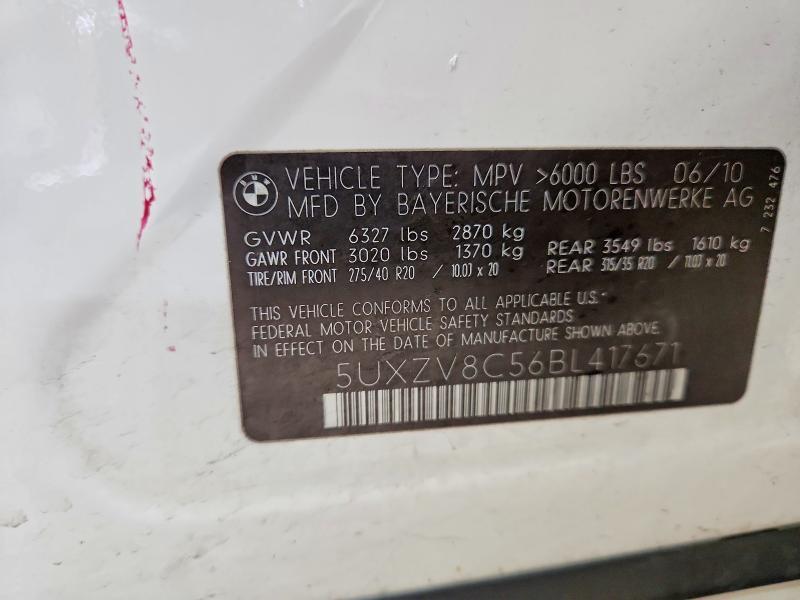 BMW
VEHICLE TYPE: MPV >6000 LBS 06/10
MFD BY BAYERISCHE MOTORENWERKE AG
GVWR 6327 lbs 2870 kg
GAWR FRONT 3020 lbs 1370 kg REAR 3549 lbs 1610 kg
TIRE/RIM FRONT 275/40 R20 / 10.0J x 20 REAR 315/35 R20 / 11.0J x 20
THIS VEHICLE CONFORMS TO ALL APPLICABLE U.S.
FEDERAL MOTOR VEHICLE SAFETY STANDARDS
IN EFFECT ON THE DATE OF MANUFACTURE SHOWN ABOVE.
5UXZV8C56BL417671
7 232 476